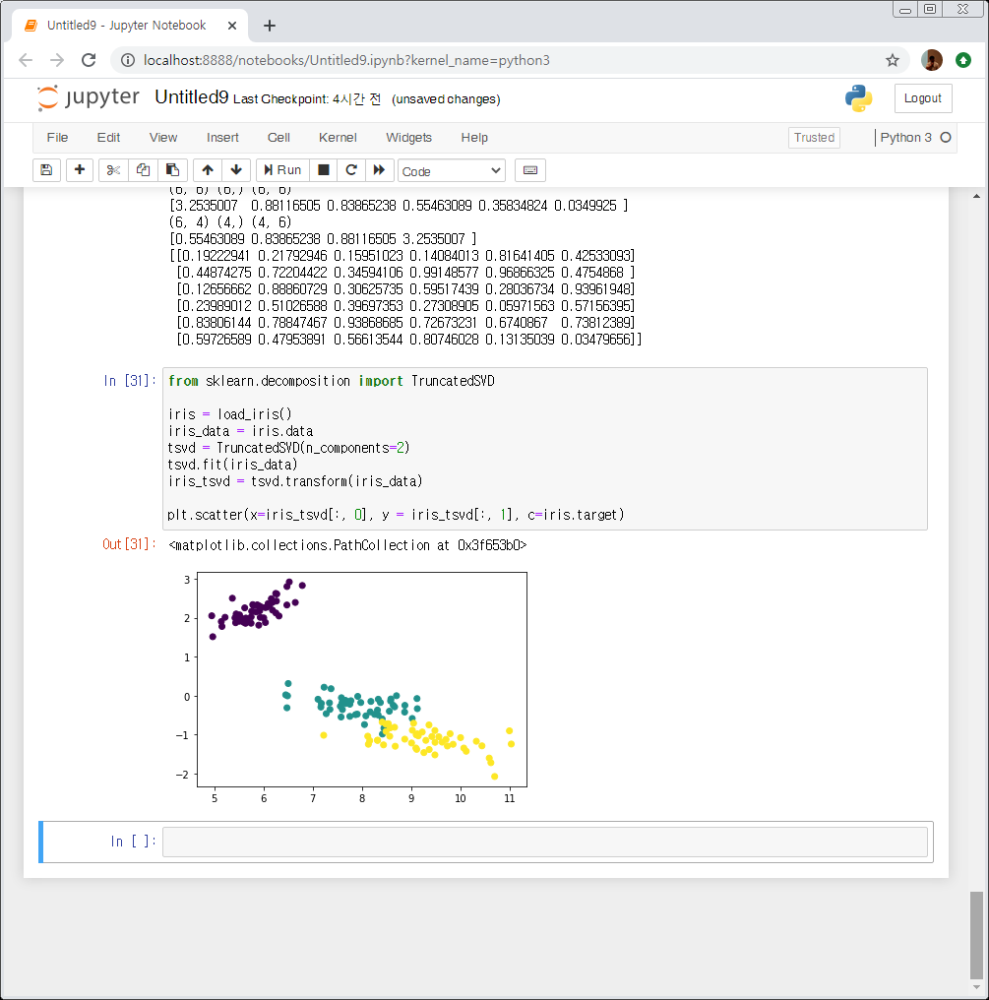 Untitled9 - Jupyter Notebook
localhost:8888/notebooks/Untitled9.ipynb?kernel_name=python3
jupyter Untitled9 Last Checkpoint: 4시간 전 (unsaved changes) Logout
File Edit View Insert Cell Kernel Widgets Help Trusted Python 3
Run Code
(6, 6) (6,) (6, 6)
[3.2535007  0.88116505 0.83865238 0.55463089 0.35834824 0.0349925 ]
(6, 4) (4,) (4, 6)
[0.55463089 0.83865238 0.88116505 3.2535007 ]
[[0.19222941 0.21792946 0.15951023 0.14084013 0.81641405 0.42533093]
[0.44874275 0.72204422 0.34594106 0.99148577 0.96866325 0.4754868 ]
[0.12656662 0.88860729 0.30625735 0.59517439 0.28036734 0.93961948]
[0.23989012 0.51026588 0.39697353 0.27308905 0.05971563 0.57156395]
[0.83806144 0.78847467 0.93868685 0.72673231 0.6740867  0.73812389]
[0.59726589 0.47953891 0.56613544 0.80746028 0.13135039 0.03479656]]
In [31]: from sklearn.decomposition import TruncatedSVD
iris = load_iris()
iris_data = iris.data
tsvd = TruncatedSVD(n_components=2)
tsvd.fit(iris_data)
iris_tsvd = tsvd.transform(iris_data)
plt.scatter(x=iris_tsvd[:, 0], y = iris_tsvd[:, 1], c=iris.target)
Out[31]: <matplotlib.collections.PathCollection at 0x3f653b0>
3
2
1
0
−1
−2
5 6 7 8 9 10 11
In [ ]: